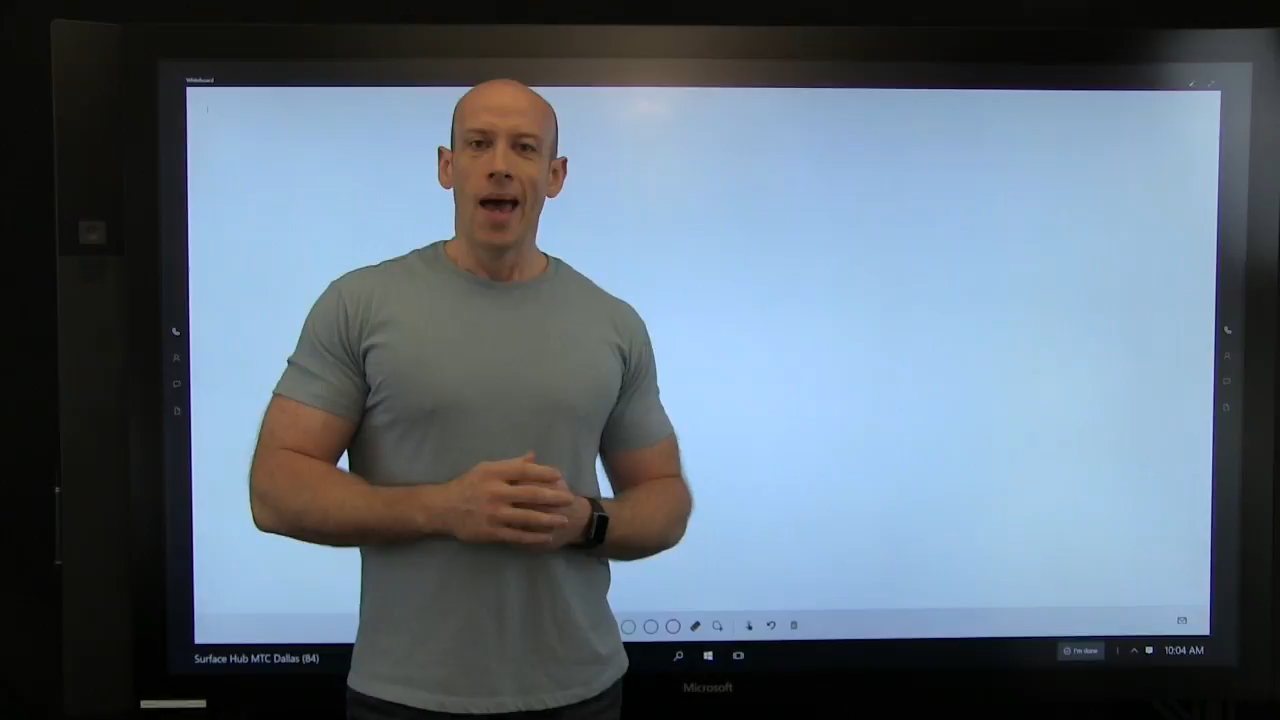 Whiteboard
Surface Hub MTC Dallas (84)
I'm done
10:04 AM
Microsoft